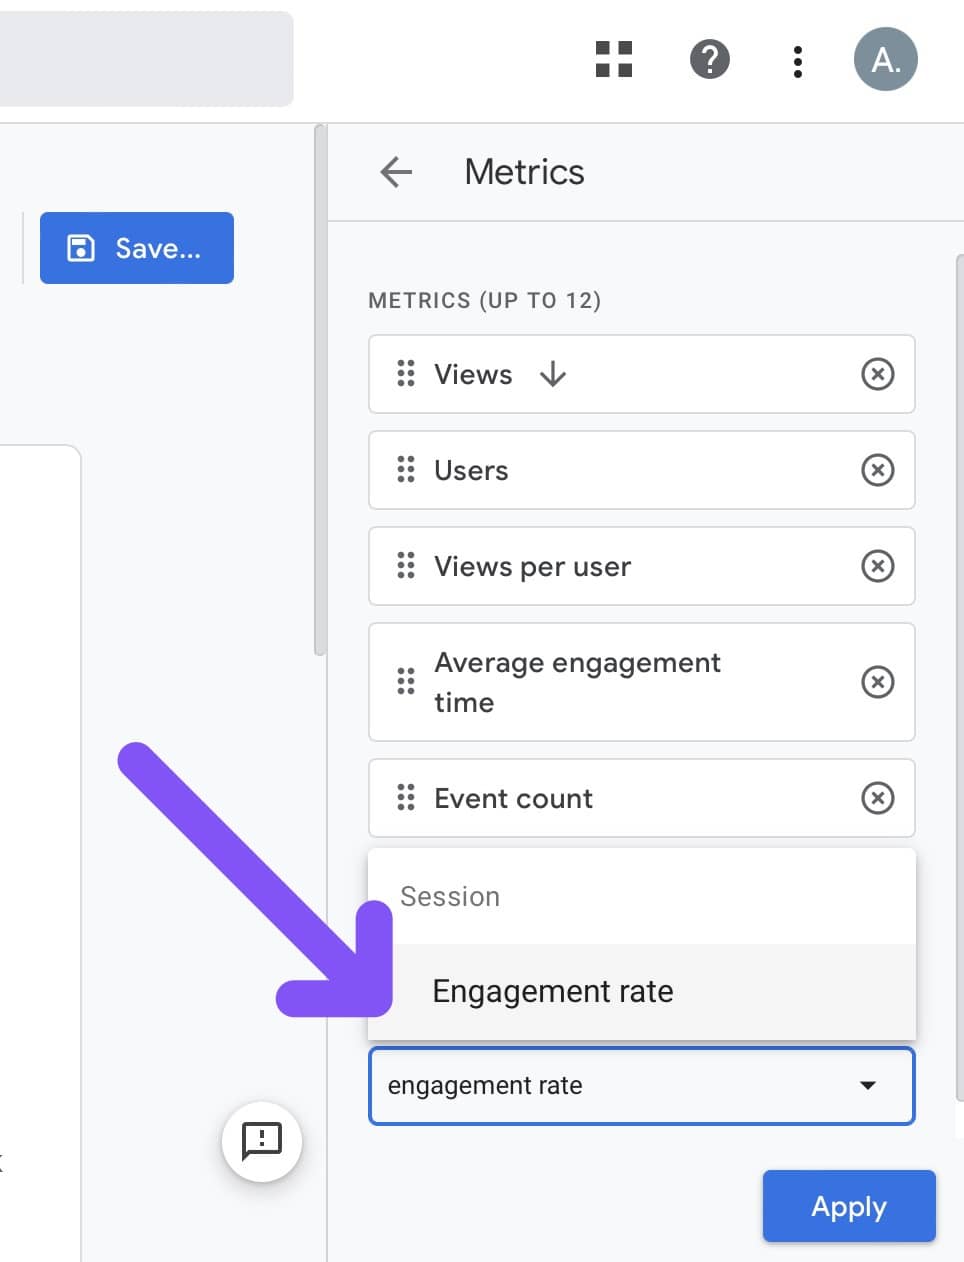 A.
Metrics
Save...
METRICS (UP TO 12)
Views
Users
Views per user
Average engagement
time
Event count
Session
Engagement rate
engagement rate
Apply